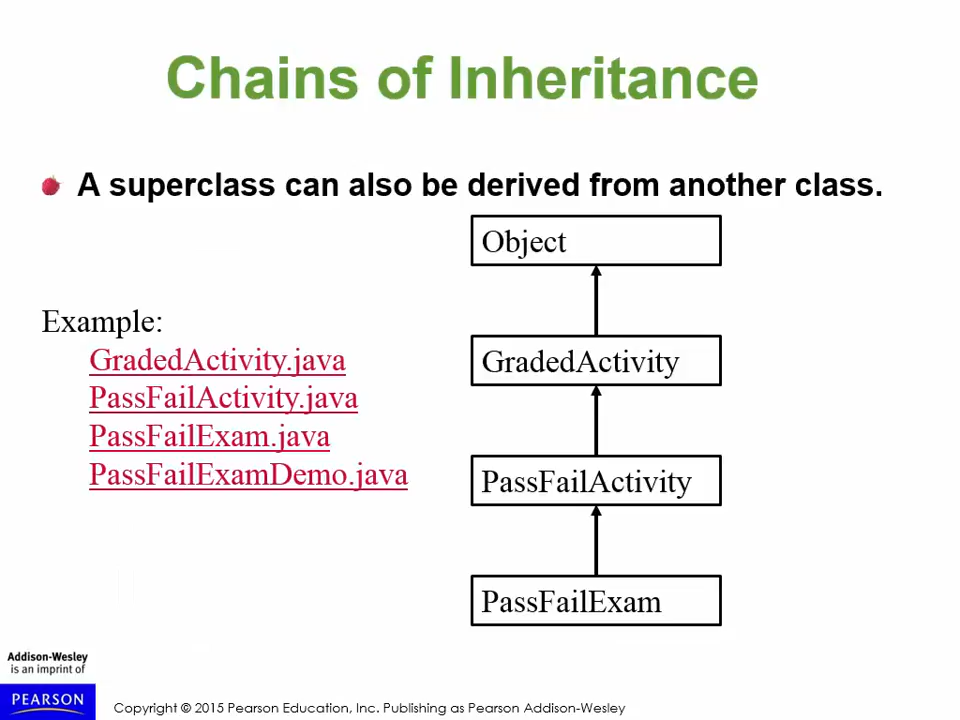 Chains of Inheritance
A superclass can also be derived from another class.
Object
Example:
GradedActivity.java
GradedActivity
PassFailActivity.java
PassFailExam.java
PassFailExamDemo.java
PassFailActivity
PassFailExam
Addison-Wesley
is an imprint of
PEARSON
Copyright © 2015 Pearson Education, Inc. Publishing as Pearson Addison-Wesley